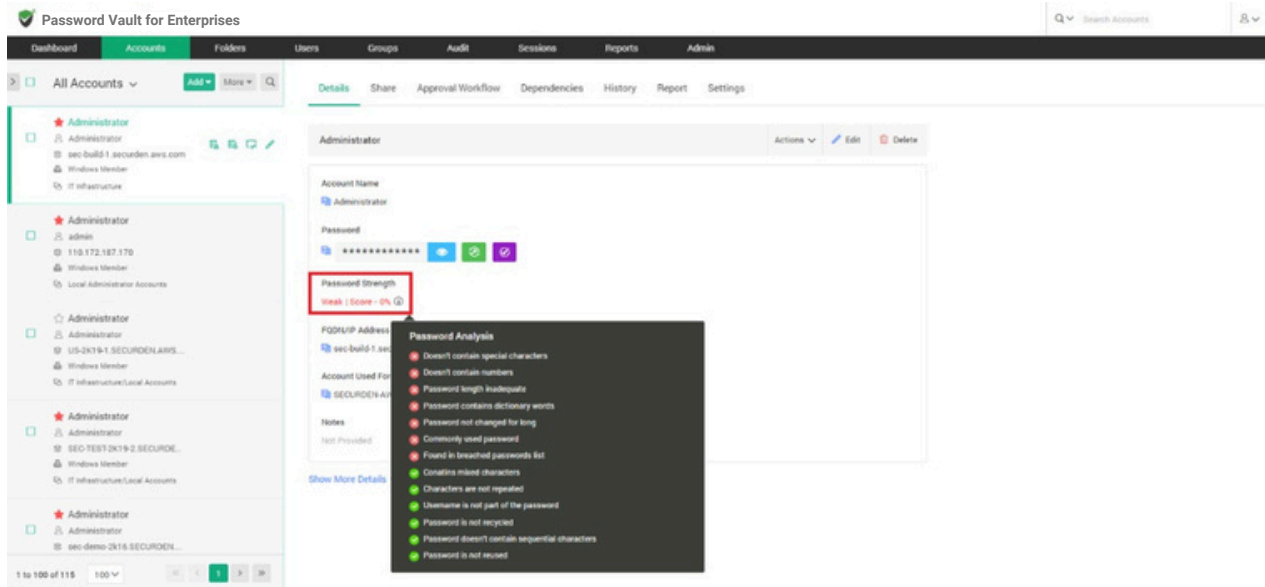 Password Vault for Enterprises
Search Accounts
Dashboard Accounts Folders Users Groups Audit Sessions Reports Admin
All Accounts Add More
Details Share Approval Workflow Dependencies History Report Settings
Administrator
Administrator
sec-build-1.securden.aws.com
Windows Member
IT Infrastructure
Administrator
admin
110.172.187.170
Windows Member
Local Administrator Accounts
Administrator
Administrator
US-2K19-1.SECURDEN.AWS...
Windows Member
IT Infrastructure/Local Accounts
Administrator
Administrator
SEC-TEST-2K19-2.SECURDE...
Windows Member
IT Infrastructure/Local Accounts
Administrator
Administrator
sec-demo-2k16.SECURDEN...
1 to 100 of 115 100 1
Administrator Actions Edit Delete
Account Name
Administrator
Password
************
Password Strength
Weak | Score - 0%
FQDN/IP Address
sec-build-1.sec
Account Used For
SECURDEN-AW
Notes
Not Provided
Show More Details
Password Analysis
Doesn't contain special characters
Doesn't contain numbers
Password length inadequate
Password contains dictionary words
Password not changed for long
Commonly used password
Found in breached passwords list
Conatins mixed characters
Characters are not repeated
Username is not part of the password
Password is not recycled
Password doesn't contain sequential characters
Password is not reused